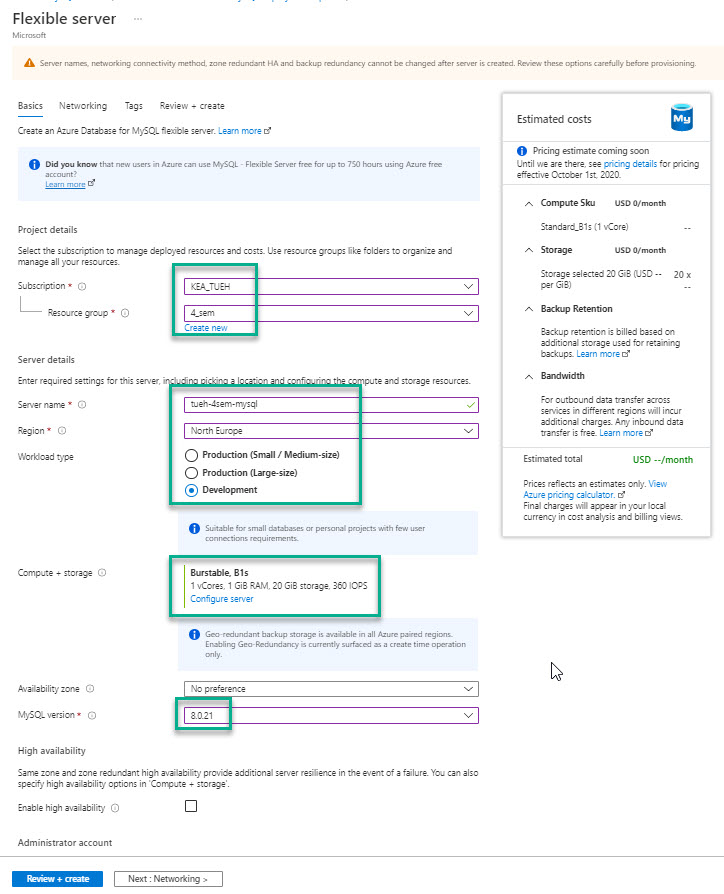 Flexible server ...
Microsoft
Server names, networking connectivity method, zone redundant HA and backup redundancy cannot be changed after server is created. Review these options carefully before provisioning.
Basics Networking Tags Review + create
Create an Azure Database for MySQL flexible server. Learn more
Did you know that new users in Azure can use MySQL - Flexible Server free for up to 750 hours using Azure free
account?
Learn more
Project details
Select the subscription to manage deployed resources and costs. Use resource groups like folders to organize and
manage all your resources.
Subscription *
KEA_TUEH
Resource group *
4_sem
Create new
Server details
Enter required settings for this server, including picking a location and configuring the compute and storage resources.
Server name *
tueh-4sem-mysql
Region *
North Europe
Workload type
Production (Small / Medium-size)
Production (Large-size)
Development
Suitable for small databases or personal projects with few user
connections requirements.
Compute + storage
Burstable, B1s
1 vCores, 1 GiB RAM, 20 GiB storage, 360 IOPS
Configure server
Geo-redundant backup storage is available in all Azure paired regions.
Enabling Geo-Redundancy is currently surfaced as a create time operation
only.
Availability zone
No preference
MySQL version *
8.0.21
High availability
Same zone and zone redundant high availability provide additional server resilience in the event of a failure. You can also
specify high availability options in 'Compute + storage'.
Enable high availability
Administrator account
Review + create
Next : Networking >
Estimated costs
My
Pricing estimate coming soon
Until we are there, see pricing details for pricing
effective October 1st, 2020.
Compute Sku USD 0/month
Standard_B1s (1 vCore) --
Storage USD 0/month
Storage selected 20 GiB (USD -- 20 x
per GiB) --
Backup Retention
Backup retention is billed based on
additional storage used for retaining
backups. Learn more
Bandwidth
For outbound data transfer across
services in different regions will incur
additional charges. Any inbound data
transfer is free. Learn more
Estimated total USD --/month
Prices reflect an estimates only. View
Azure pricing calculator.
Final charges will appear in your local
currency in cost analysis and billing views.